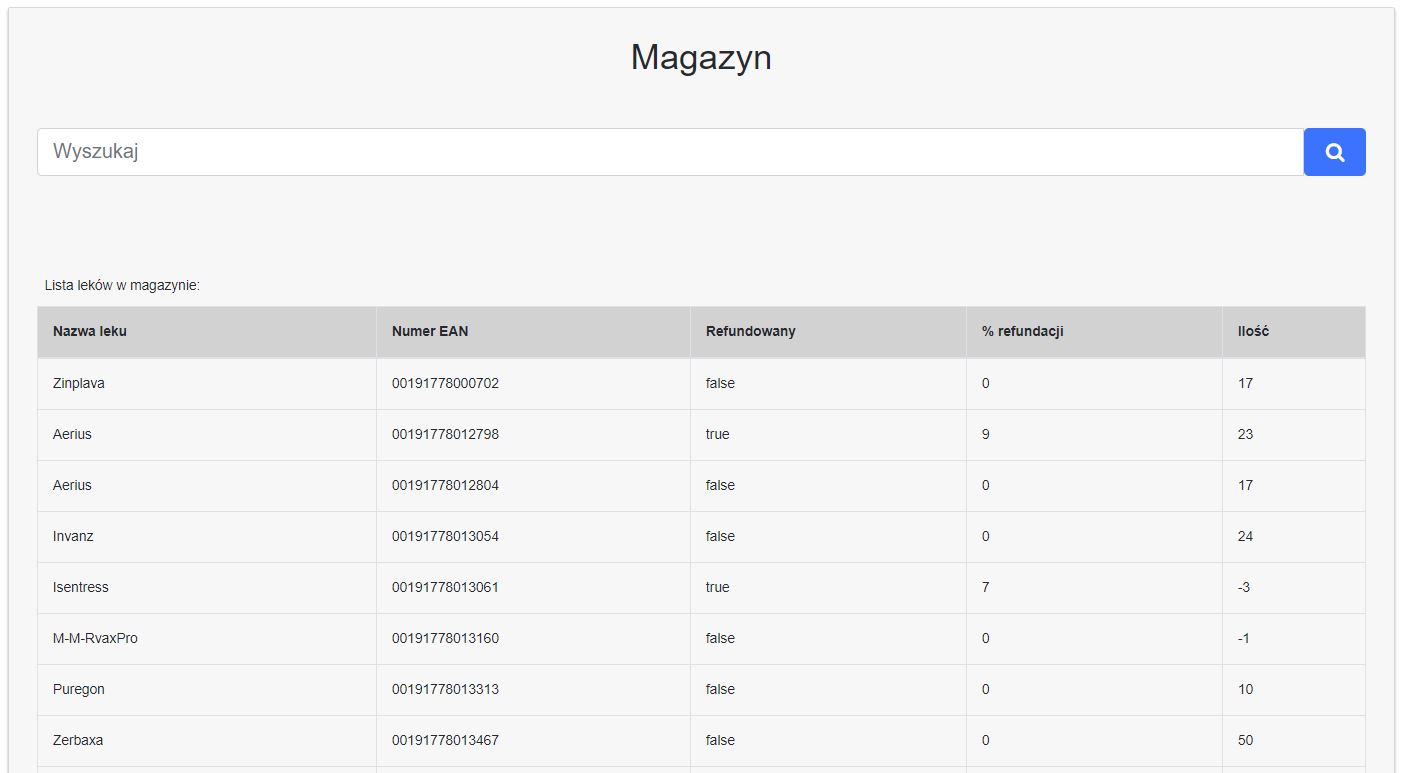 Magazyn
Wyszukaj
Lista leków w magazynie:
Nazwa leku Numer EAN Refundowany % refundacji Ilość
Zinplava 00191778000702 false 0 17
Aerius 00191778012798 true 9 23
Aerius 00191778012804 false 0 17
Invanz 00191778013054 false 0 24
Isentress 00191778013061 true 7 -3
M-M-RvaxPro 00191778013160 false 0 -1
Puregon 00191778013313 false 0 10
Zerbaxa 00191778013467 false 0 50